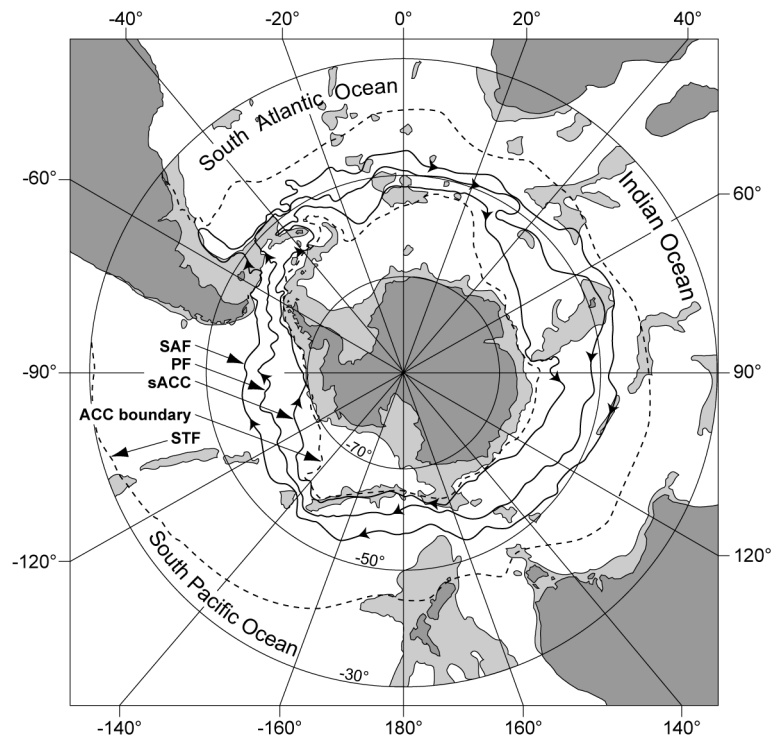 -40°
-20°
0°
20°
40°
South Atlantic Ocean
-60°
60°
Indian Ocean
SAF
PF
-90°
90°
sACC
ACC boundary
STF
-70°
-120°
120°
-50°
South Pacific Ocean
-30°
-140°
-160°
180°
160°
140°